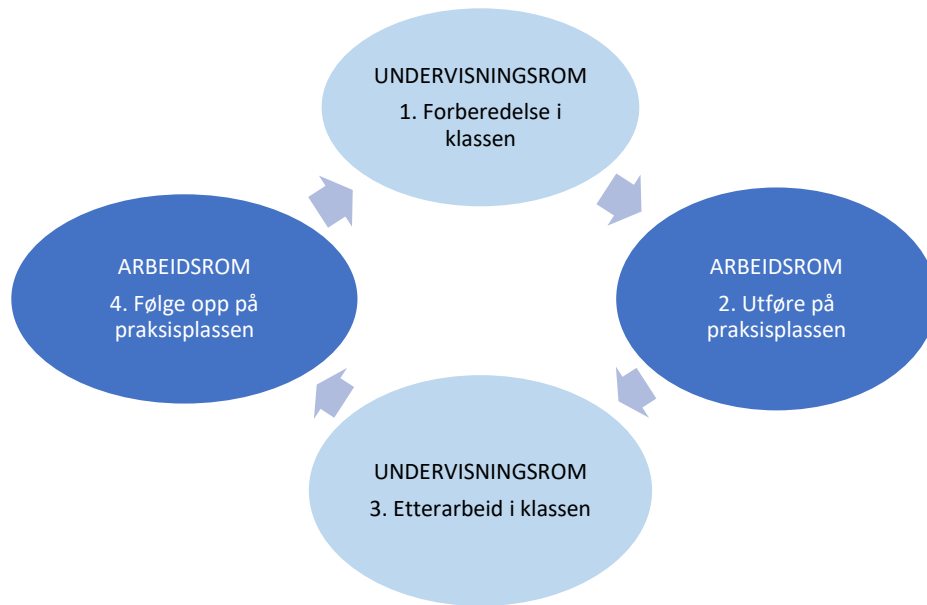 UNDERVISNINGSROM
1. Forberedelse i
klassen
ARBEIDSROM
2. Utføre på
praksisplassen
UNDERVISNINGSROM
3. Etterarbeid i klassen
ARBEIDSROM
4. Følge opp på
praksisplassen